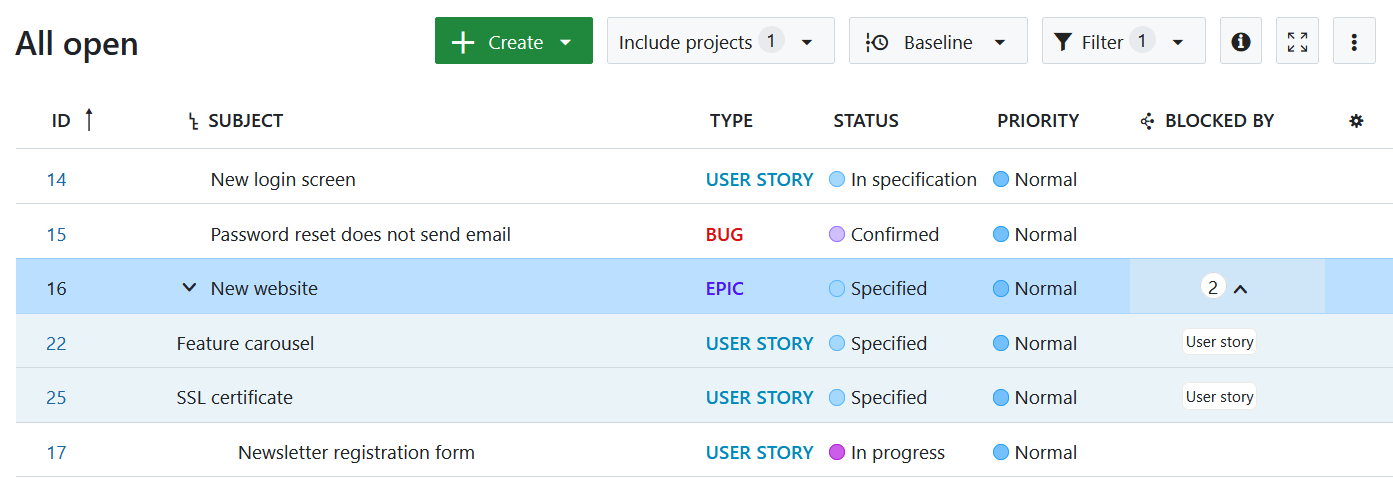 All open
Create
Include projects 1
Baseline
Filter 1
ID SUBJECT TYPE STATUS PRIORITY BLOCKED BY
14 New login screen USER STORY In specification Normal
15 Password reset does not send email BUG Confirmed Normal
16 New website EPIC Specified Normal 2
22 Feature carousel USER STORY Specified Normal User story
25 SSL certificate USER STORY Specified Normal User story
17 Newsletter registration form USER STORY In progress Normal